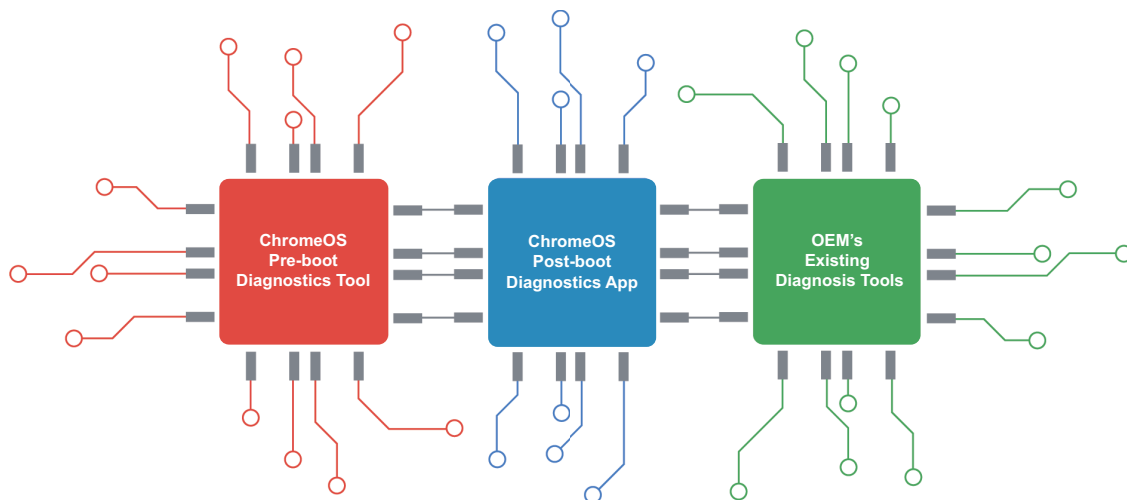 ChromeOS
Pre-boot
Diagnostics Tool
ChromeOS
Post-boot
Diagnostics App
OEM's
Existing
Diagnosis Tools